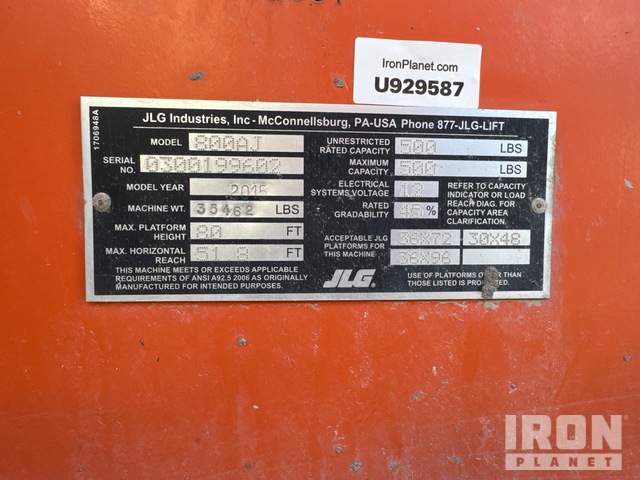 IronPlanet.com
U929587
1706948A
JLG Industries, Inc - McConnellsburg, PA-USA Phone 877-JLG-LIFT
MODEL 800AJ
SERIAL NO. 0300199602
MODEL YEAR 2015
MACHINE WT. 35462 LBS
MAX. PLATFORM HEIGHT 80 FT
MAX. HORIZONTAL REACH 51.8 FT
THIS MACHINE MEETS OR EXCEEDS APPLICABLE
REQUIREMENTS OF ANSI A92.5 2006 AS ORIGINALLY
MANUFACTURED FOR INTENDED PURPOSES.
UNRESTRICTED RATED CAPACITY 500 LBS
MAXIMUM CAPACITY 500 LBS
ELECTRICAL SYSTEMS VOLTAGE 12
RATED GRADABILITY 45 %
REFER TO CAPACITY
INDICATOR OR LOAD
REACH DIAG. FOR
CAPACITY AREA
CLARIFICATION.
ACCEPTABLE JLG PLATFORMS FOR THIS MACHINE 36X72 30X48
36X96
JLG.
USE OF PLATFORMS OTHER THAN
THOSE LISTED IS PROHIBITED.
IRON
PLANET